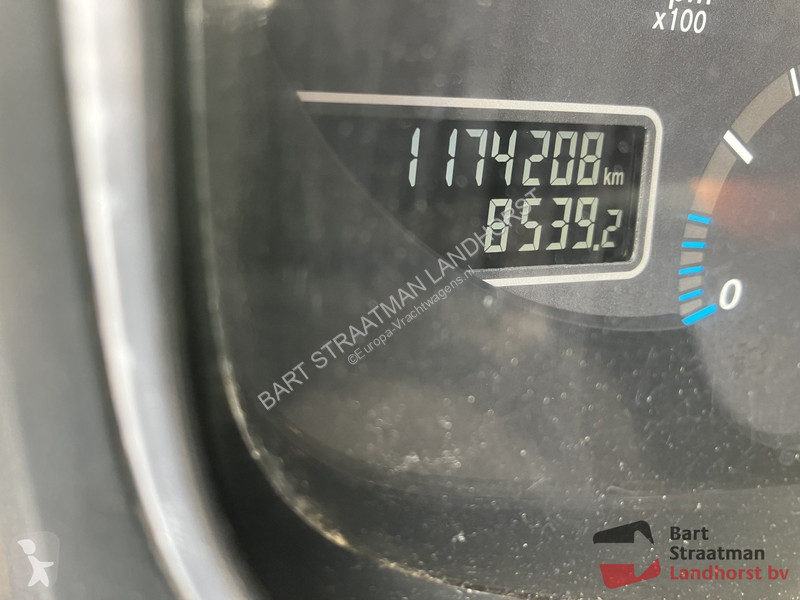 x100
1174208 km
8539.2
0
BART STRAATMAN LANDHORST
©Europa-Vrachtwagens.nl
Bart
Straatman
Landhorst bv